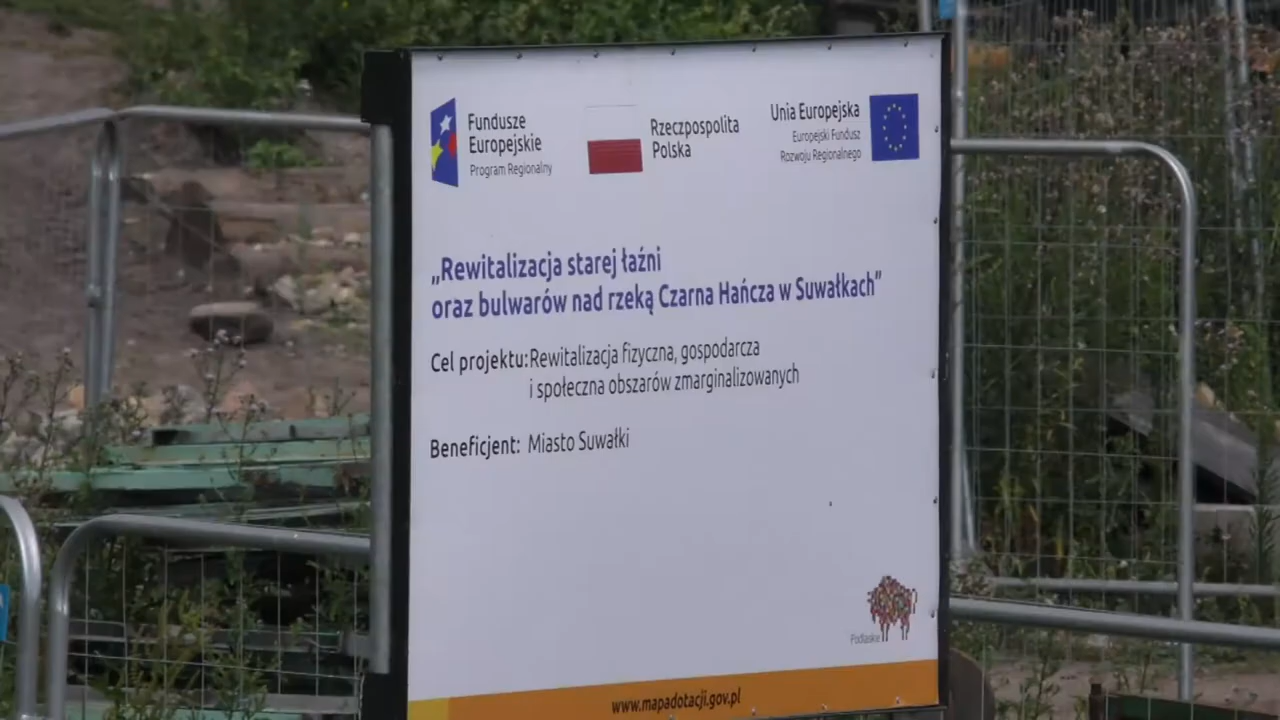 Fundusze
Europejskie
Program Regionalny
Rzeczpospolita
Polska
Unia Europejska
Europejski Fundusz
Rozwoju Regionalnego
„Rewitalizacja starej łaźni
oraz bulwarów nad rzeką Czarna Hańcza w Suwałkach”
Cel projektu: Rewitalizacja fizyczna, gospodarcza
i społeczna obszarów zmarginalizowanych
Beneficjent: Miasto Suwałki
Podlaskie
www.mapadotacji.gov.pl